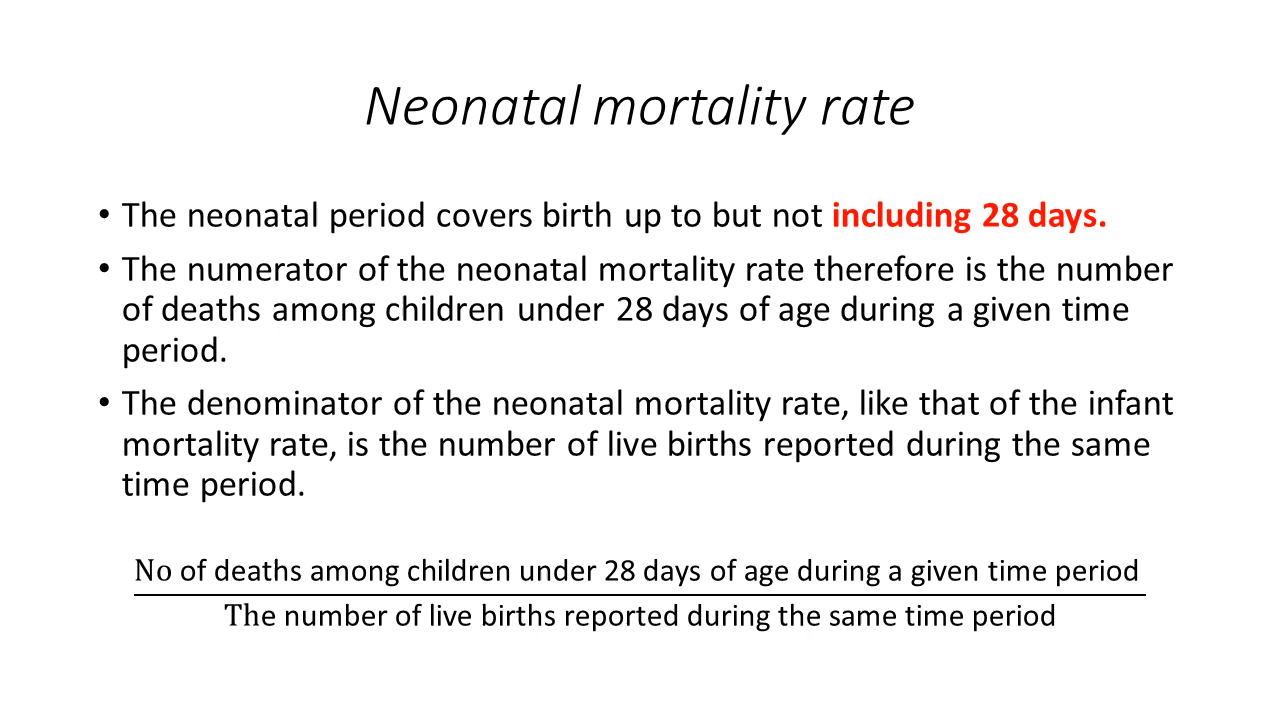 Neonatal mortality rate
• The neonatal period covers birth up to but not including 28 days.
• The numerator of the neonatal mortality rate therefore is the number
of deaths among children under 28 days of age during a given time
period.
• The denominator of the neonatal mortality rate, like that of the infant
mortality rate, is the number of live births reported during the same
time period.
No of deaths among children under 28 days of age during a given time period
The number of live births reported during the same time period